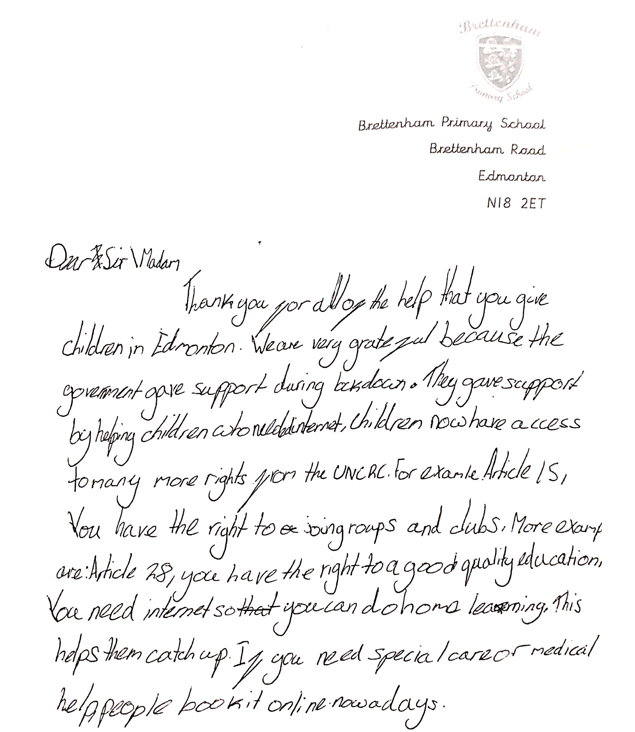 Brettenham
Primary School
Brettenham Primary School
Brettenham Road
Edmonton
N18 2ET
Dear Sir\Madam
Thank you for all of the help that you give
children in Edmonton. We are very grateful because the
goverment gave support during lockdown. They gave support
by helping children who needed internet, Children now have access
to many more rights from the UNCRC. For examle Article 15,
You have the right to join groups and clubs. More examp
are: Article 28, you have the right to a good quality education,
You need internet so that you can do home learning. This
helps them catch up. If you need special care or medical
help people book it online nowadays.